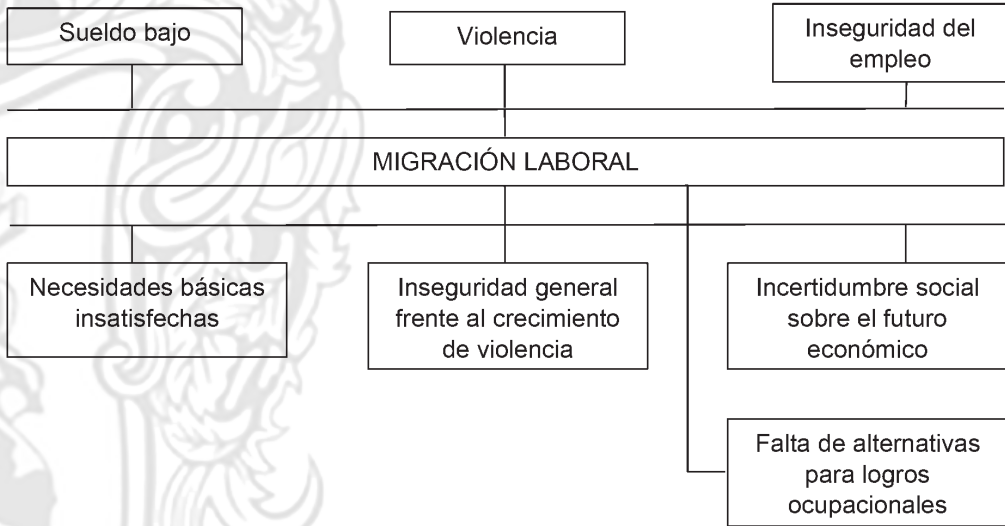 Sueldo bajo
Violencia
Inseguridad del
empleo
MIGRACIÓN LABORAL
Necesidades básicas
insatisfechas
Inseguridad general
frente al crecimiento
de violencia
Incertidumbre social
sobre el futuro
económico
Falta de alternativas
para logros
ocupacionales